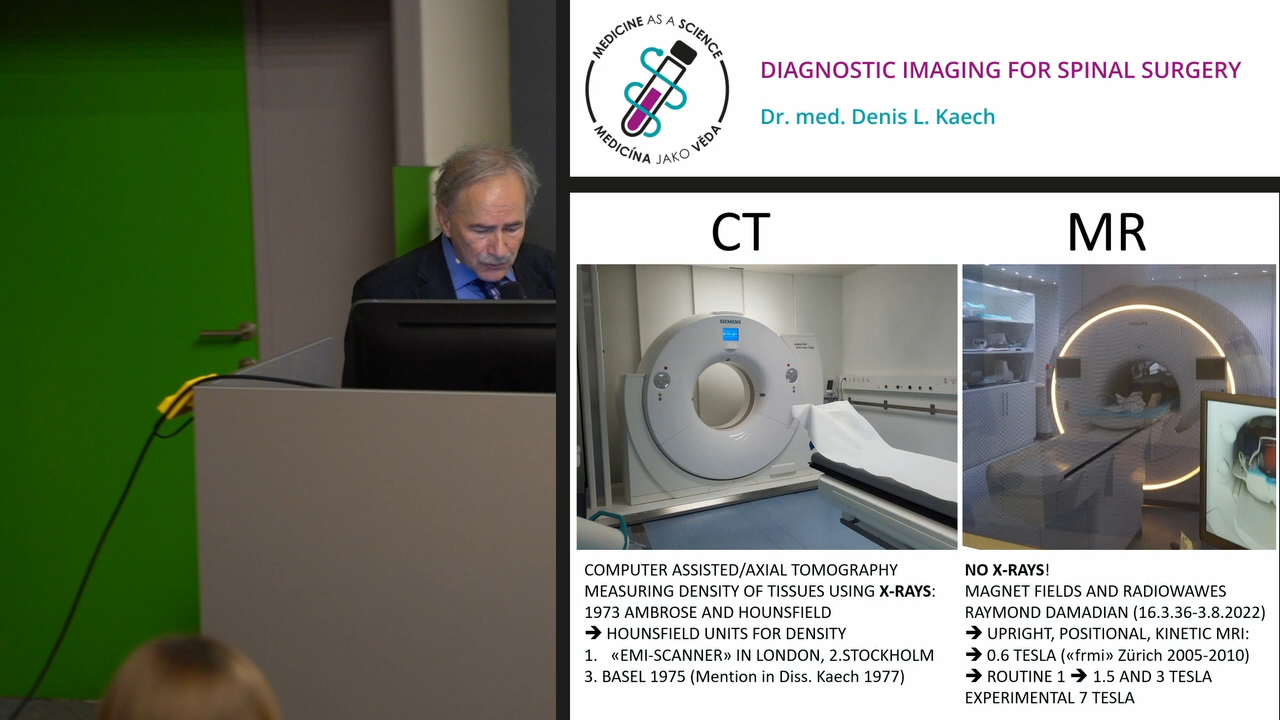 MEDICINE AS A SCIENCE
MEDICÍNA JAKO VĚDA
DIAGNOSTIC IMAGING FOR SPINAL SURGERY
Dr. med. Denis L. Kaech
CT
MR
SIEMENS
COMPUTER ASSISTED/AXIAL TOMOGRAPHY
MEASURING DENSITY OF TISSUES USING X-RAYS:
1973 AMBROSE AND HOUNSFIELD
➔ HOUNSFIELD UNITS FOR DENSITY
1. «EMI-SCANNER» IN LONDON, 2.STOCKHOLM
3. BASEL 1975 (Mention in Diss. Kaech 1977)
NO X-RAYS!
MAGNET FIELDS AND RADIOWAWES
RAYMOND DAMADIAN (16.3.36-3.8.2022)
➔ UPRIGHT, POSITIONAL, KINETIC MRI:
➔ 0.6 TESLA («frmi» Zürich 2005-2010)
➔ ROUTINE 1 ➔ 1.5 AND 3 TESLA
EXPERIMENTAL 7 TESLA